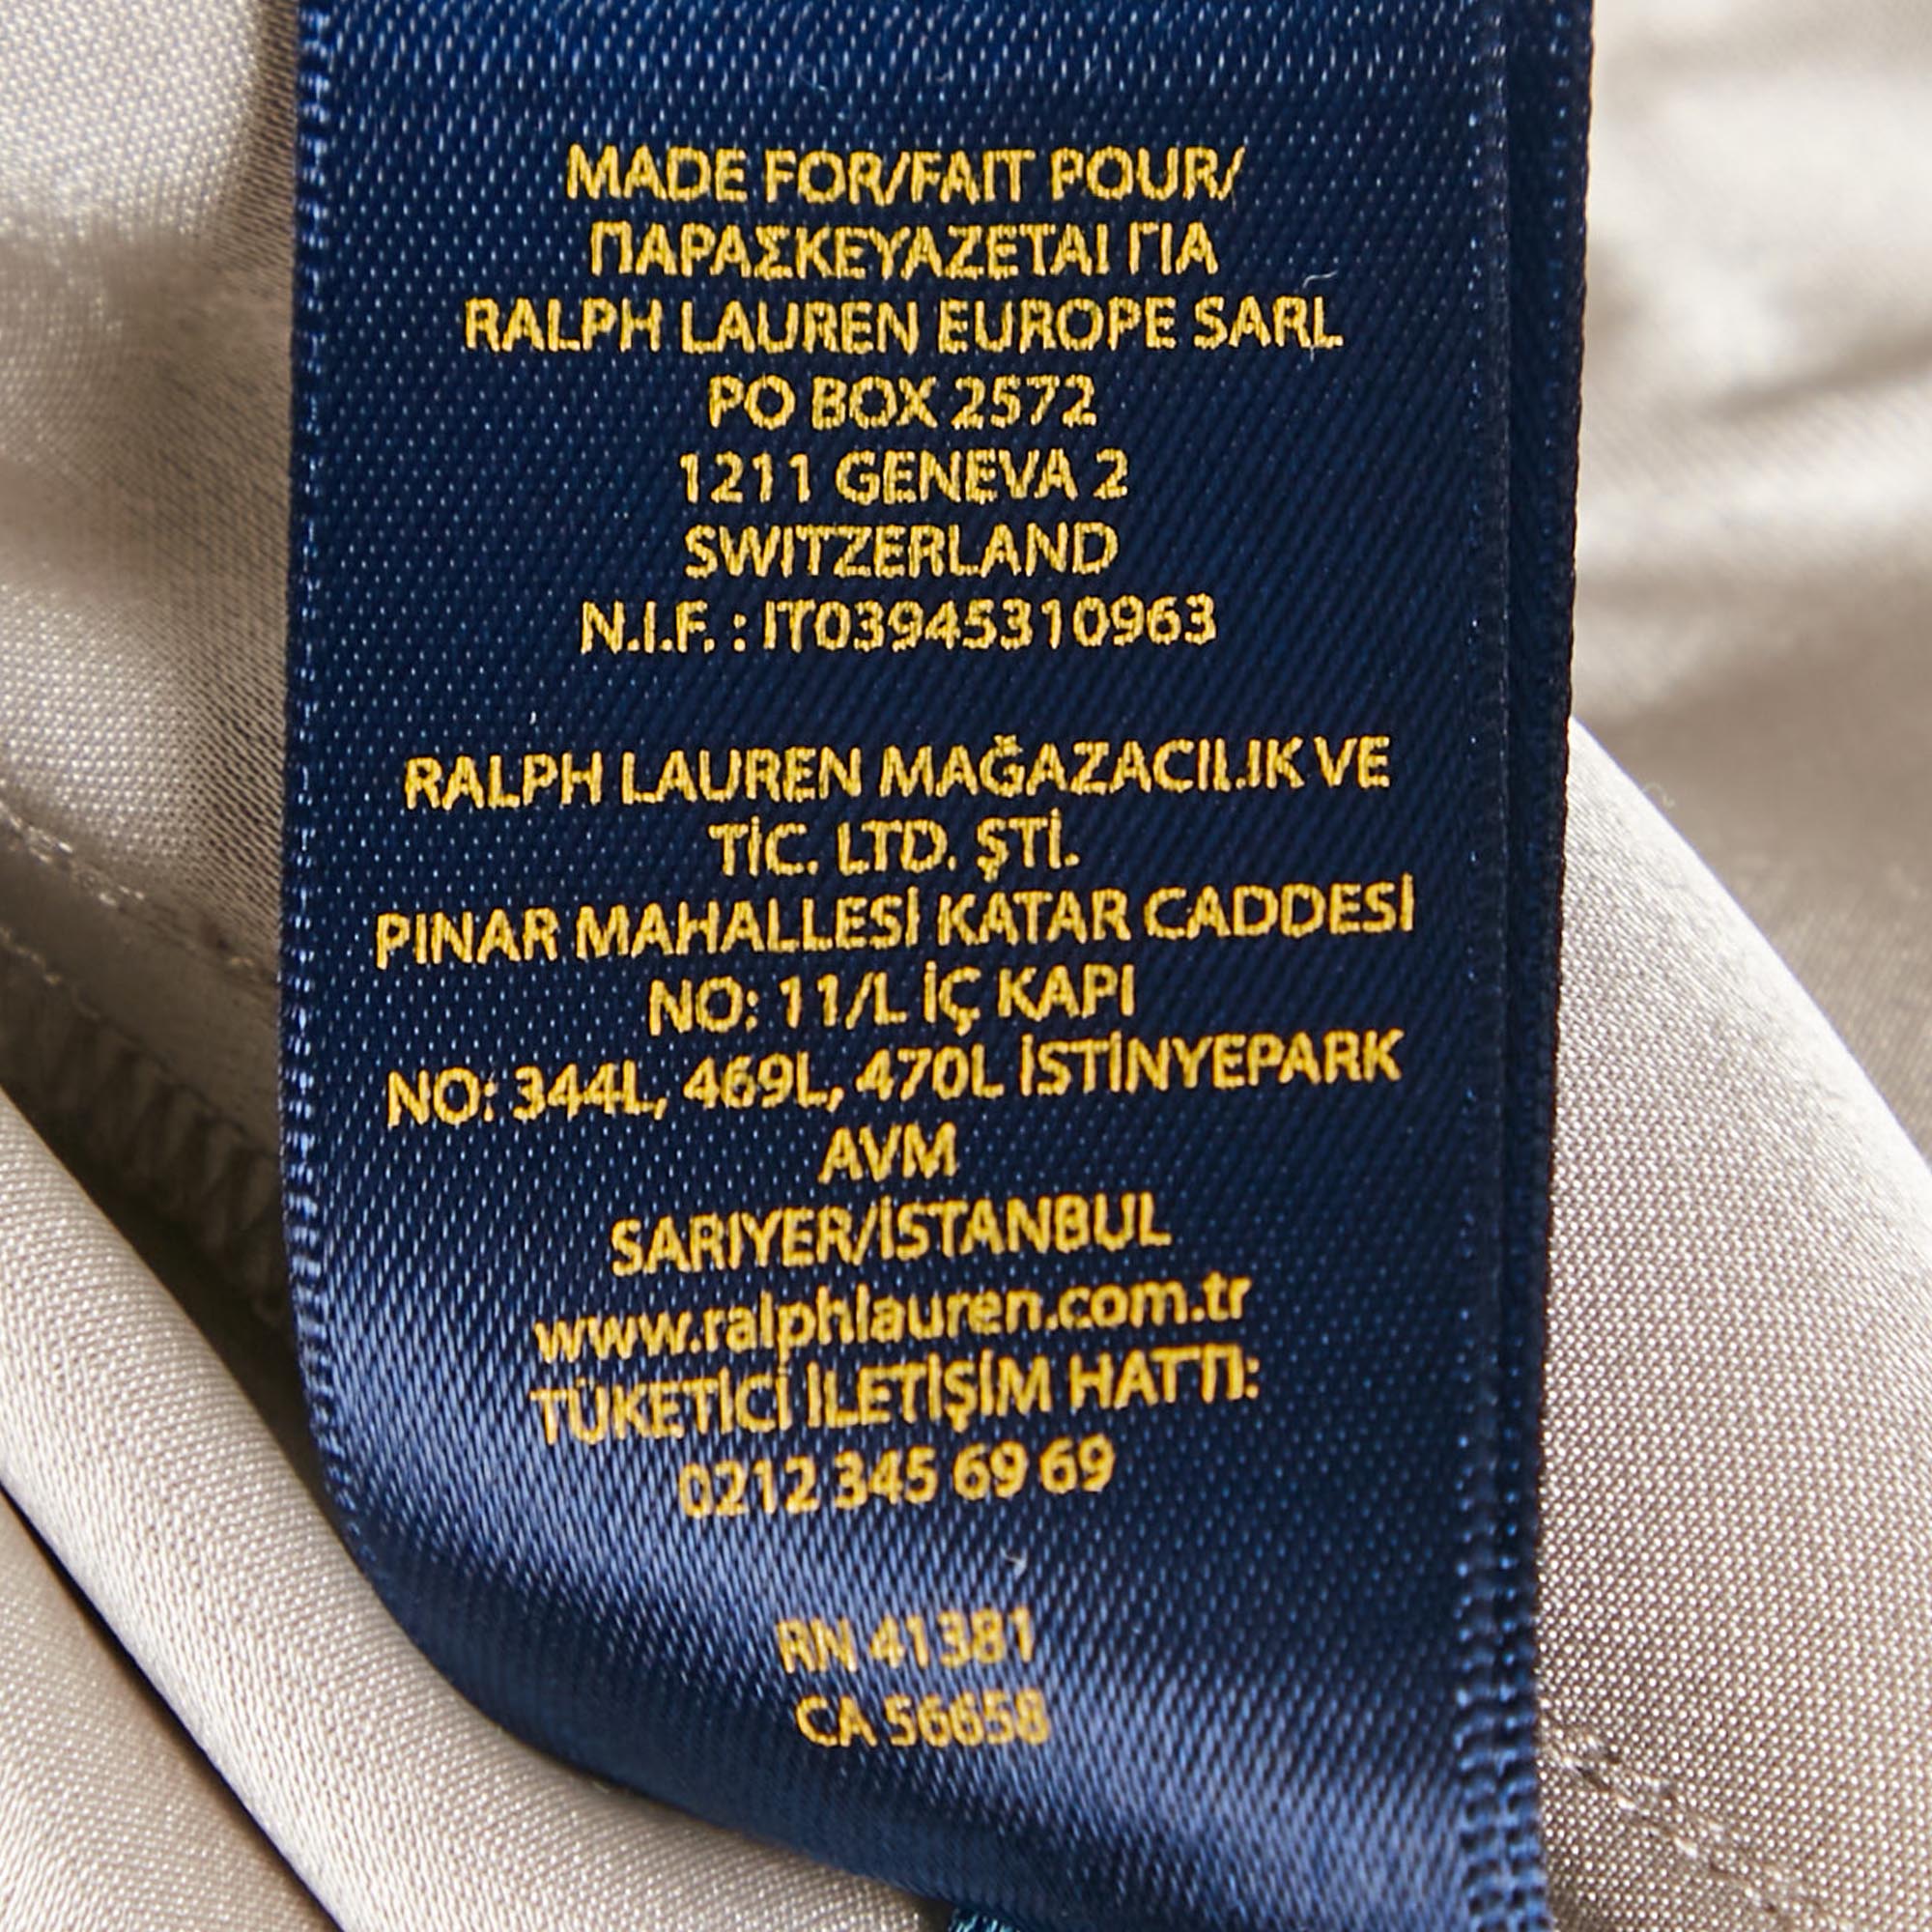 MADE FOR/FAIT POUR/
ΠΑΡΑΣΚΕΥΑΖΕΤΑΙ ΓΙΑ
RALPH LAUREN EUROPE SARL
PO BOX 2572
1211 GENEVA 2
SWITZERLAND
N.I.F. : IT03945310963
RALPH LAUREN MAĞAZACILIK VE
TİC. LTD. ŞTİ.
PINAR MAHALLESİ KATAR CADDESİ
NO: 11/L İÇ KAPI
NO: 344L, 469L, 470L İSTİNYEPARK
AVM
SARIYER/İSTANBUL
www.ralphlauren.com.tr
TÜKETİCİ İLETİŞİM HATTI:
0212 345 69 69
RN 41381
CA 56658